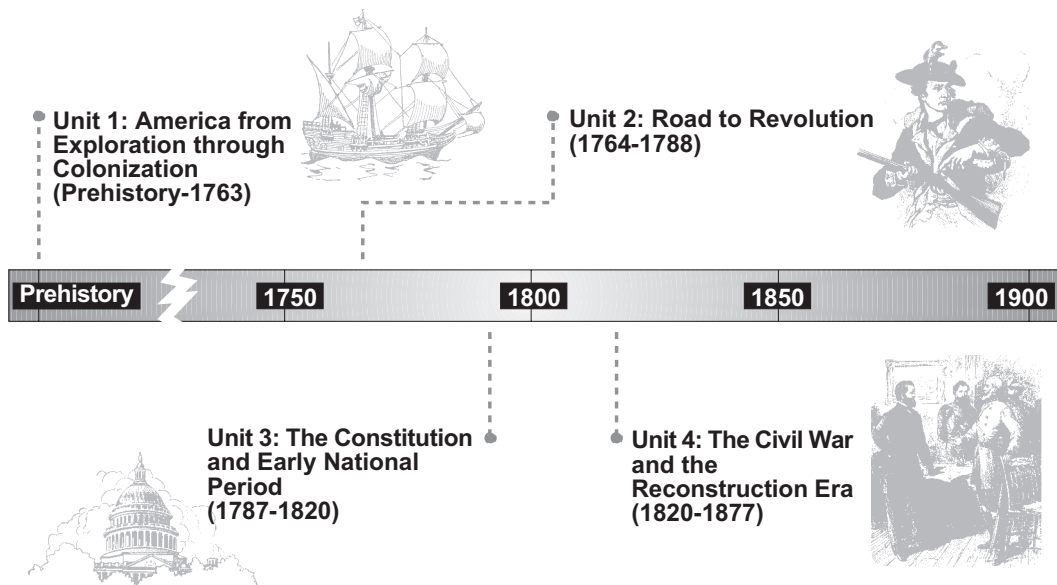 Unit 1: America from
Exploration through
Colonization
(Prehistory-1763)
Unit 2: Road to Revolution
(1764-1788)
Prehistory
1750
1800
1850
1900
Unit 3: The Constitution
and Early National
Period
(1787-1820)
Unit 4: The Civil War
and the
Reconstruction Era
(1820-1877)